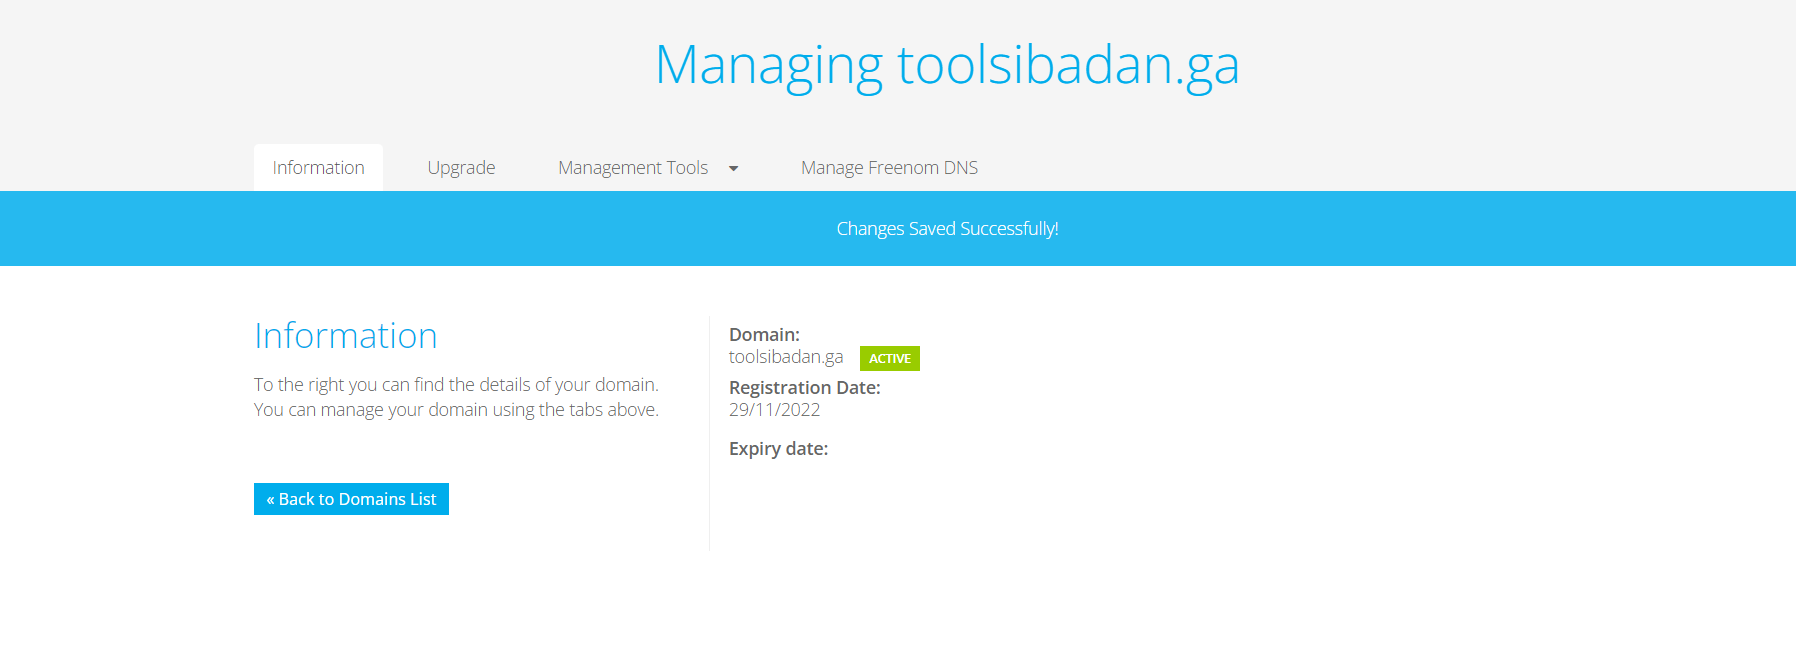 Managing toolsibadan.ga
Information
Upgrade
Management Tools
Manage Freenom DNS
Changes Saved Successfully!
Information
To the right you can find the details of your domain.
You can manage your domain using the tabs above.
« Back to Domains List
Domain:
toolsibadan.ga ACTIVE
Registration Date:
29/11/2022
Expiry date: